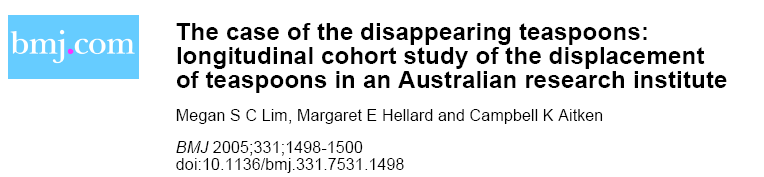 bmj.com
The case of the disappearing teaspoons:
longitudinal cohort study of the displacement
of teaspoons in an Australian research institute
Megan S C Lim, Margaret E Hellard and Campbell K Aitken
BMJ 2005;331;1498-1500
doi:10.1136/bmj.331.7531.1498